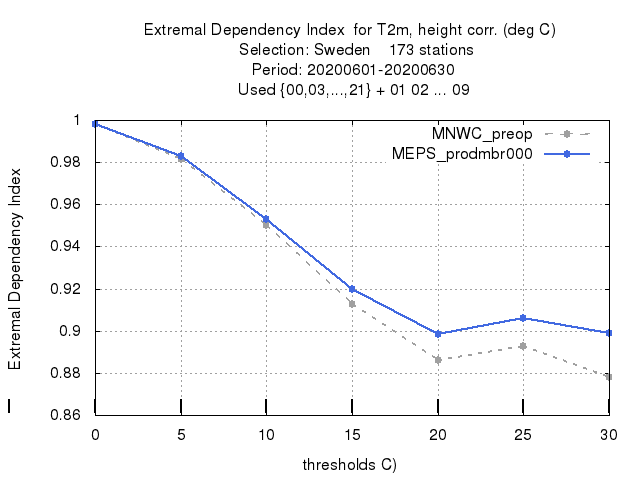 Extremal Dependency Index  for T2m, height corr. (deg C)
Selection: Sweden    173 stations
Period: 20200601-20200630
Used {00,03,...,21} + 01 02 ... 09
MNWC_preop
MEPS_prodmbr000
1
0.98
0.96
0.94
0.92
0.9
0.88
0.86
Extremal Dependency Index
0 5 10 15 20 25 30
thresholds C)